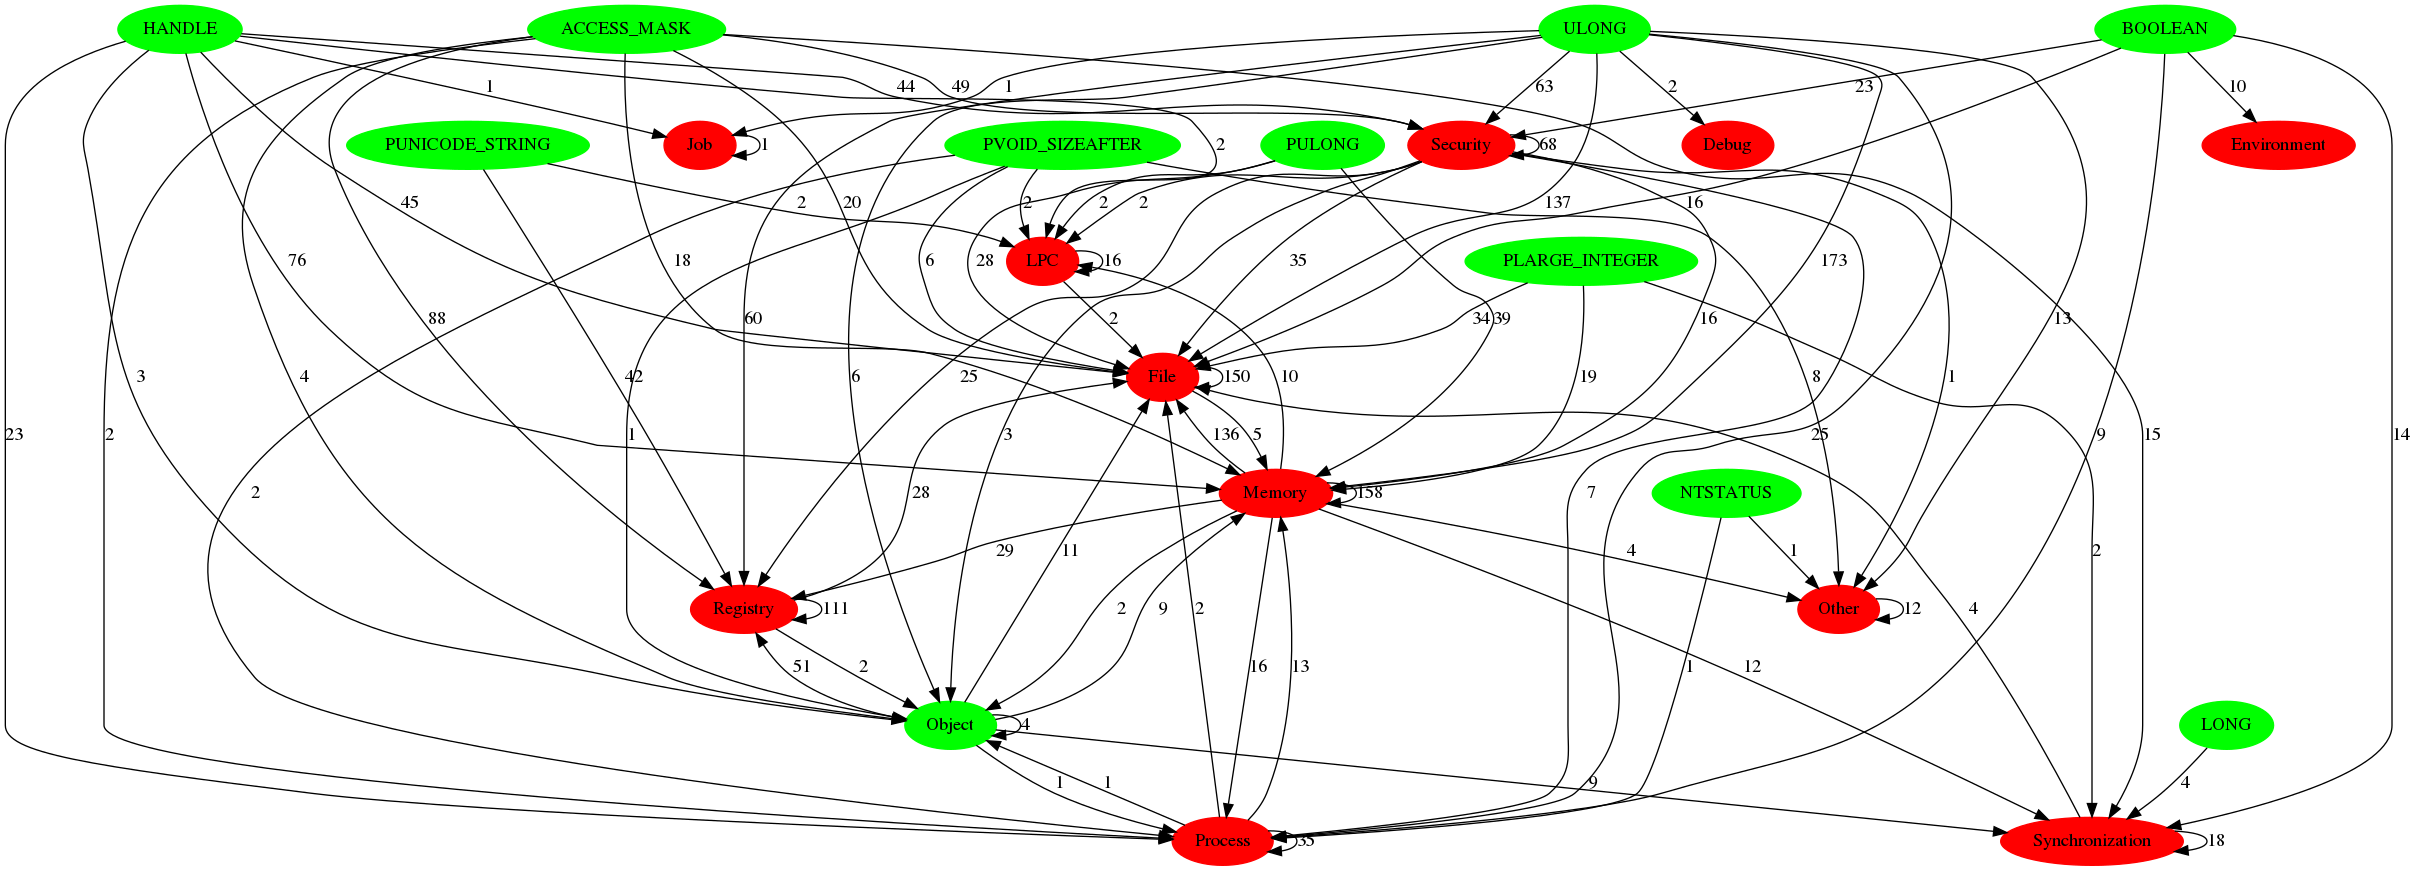 HANDLE ACCESS_MASK ULONG BOOLEAN
1 44 49 1 63 2 23 10
PUNICODE_STRING Job 1 PVOID_SIZEAFTER 2 PULONG Security 68 Debug Environment
45 2 20 2 2 2 137 16
76 18 6 28 LPC 16 35 PLARGE_INTEGER 173
88 60 2 34 39 16 13
3 4 42 6 25 File 150 10 19 8 1
23 2 1 3 136 5 25 9 15 14
2 28 Memory 158 7 NTSTATUS
29 11 4 1 2
Registry 111 2 9 2 Other 12 4
51 2 16 13 1 12
Object 4 LONG
1 1 9 4
Process 35 Synchronization 18